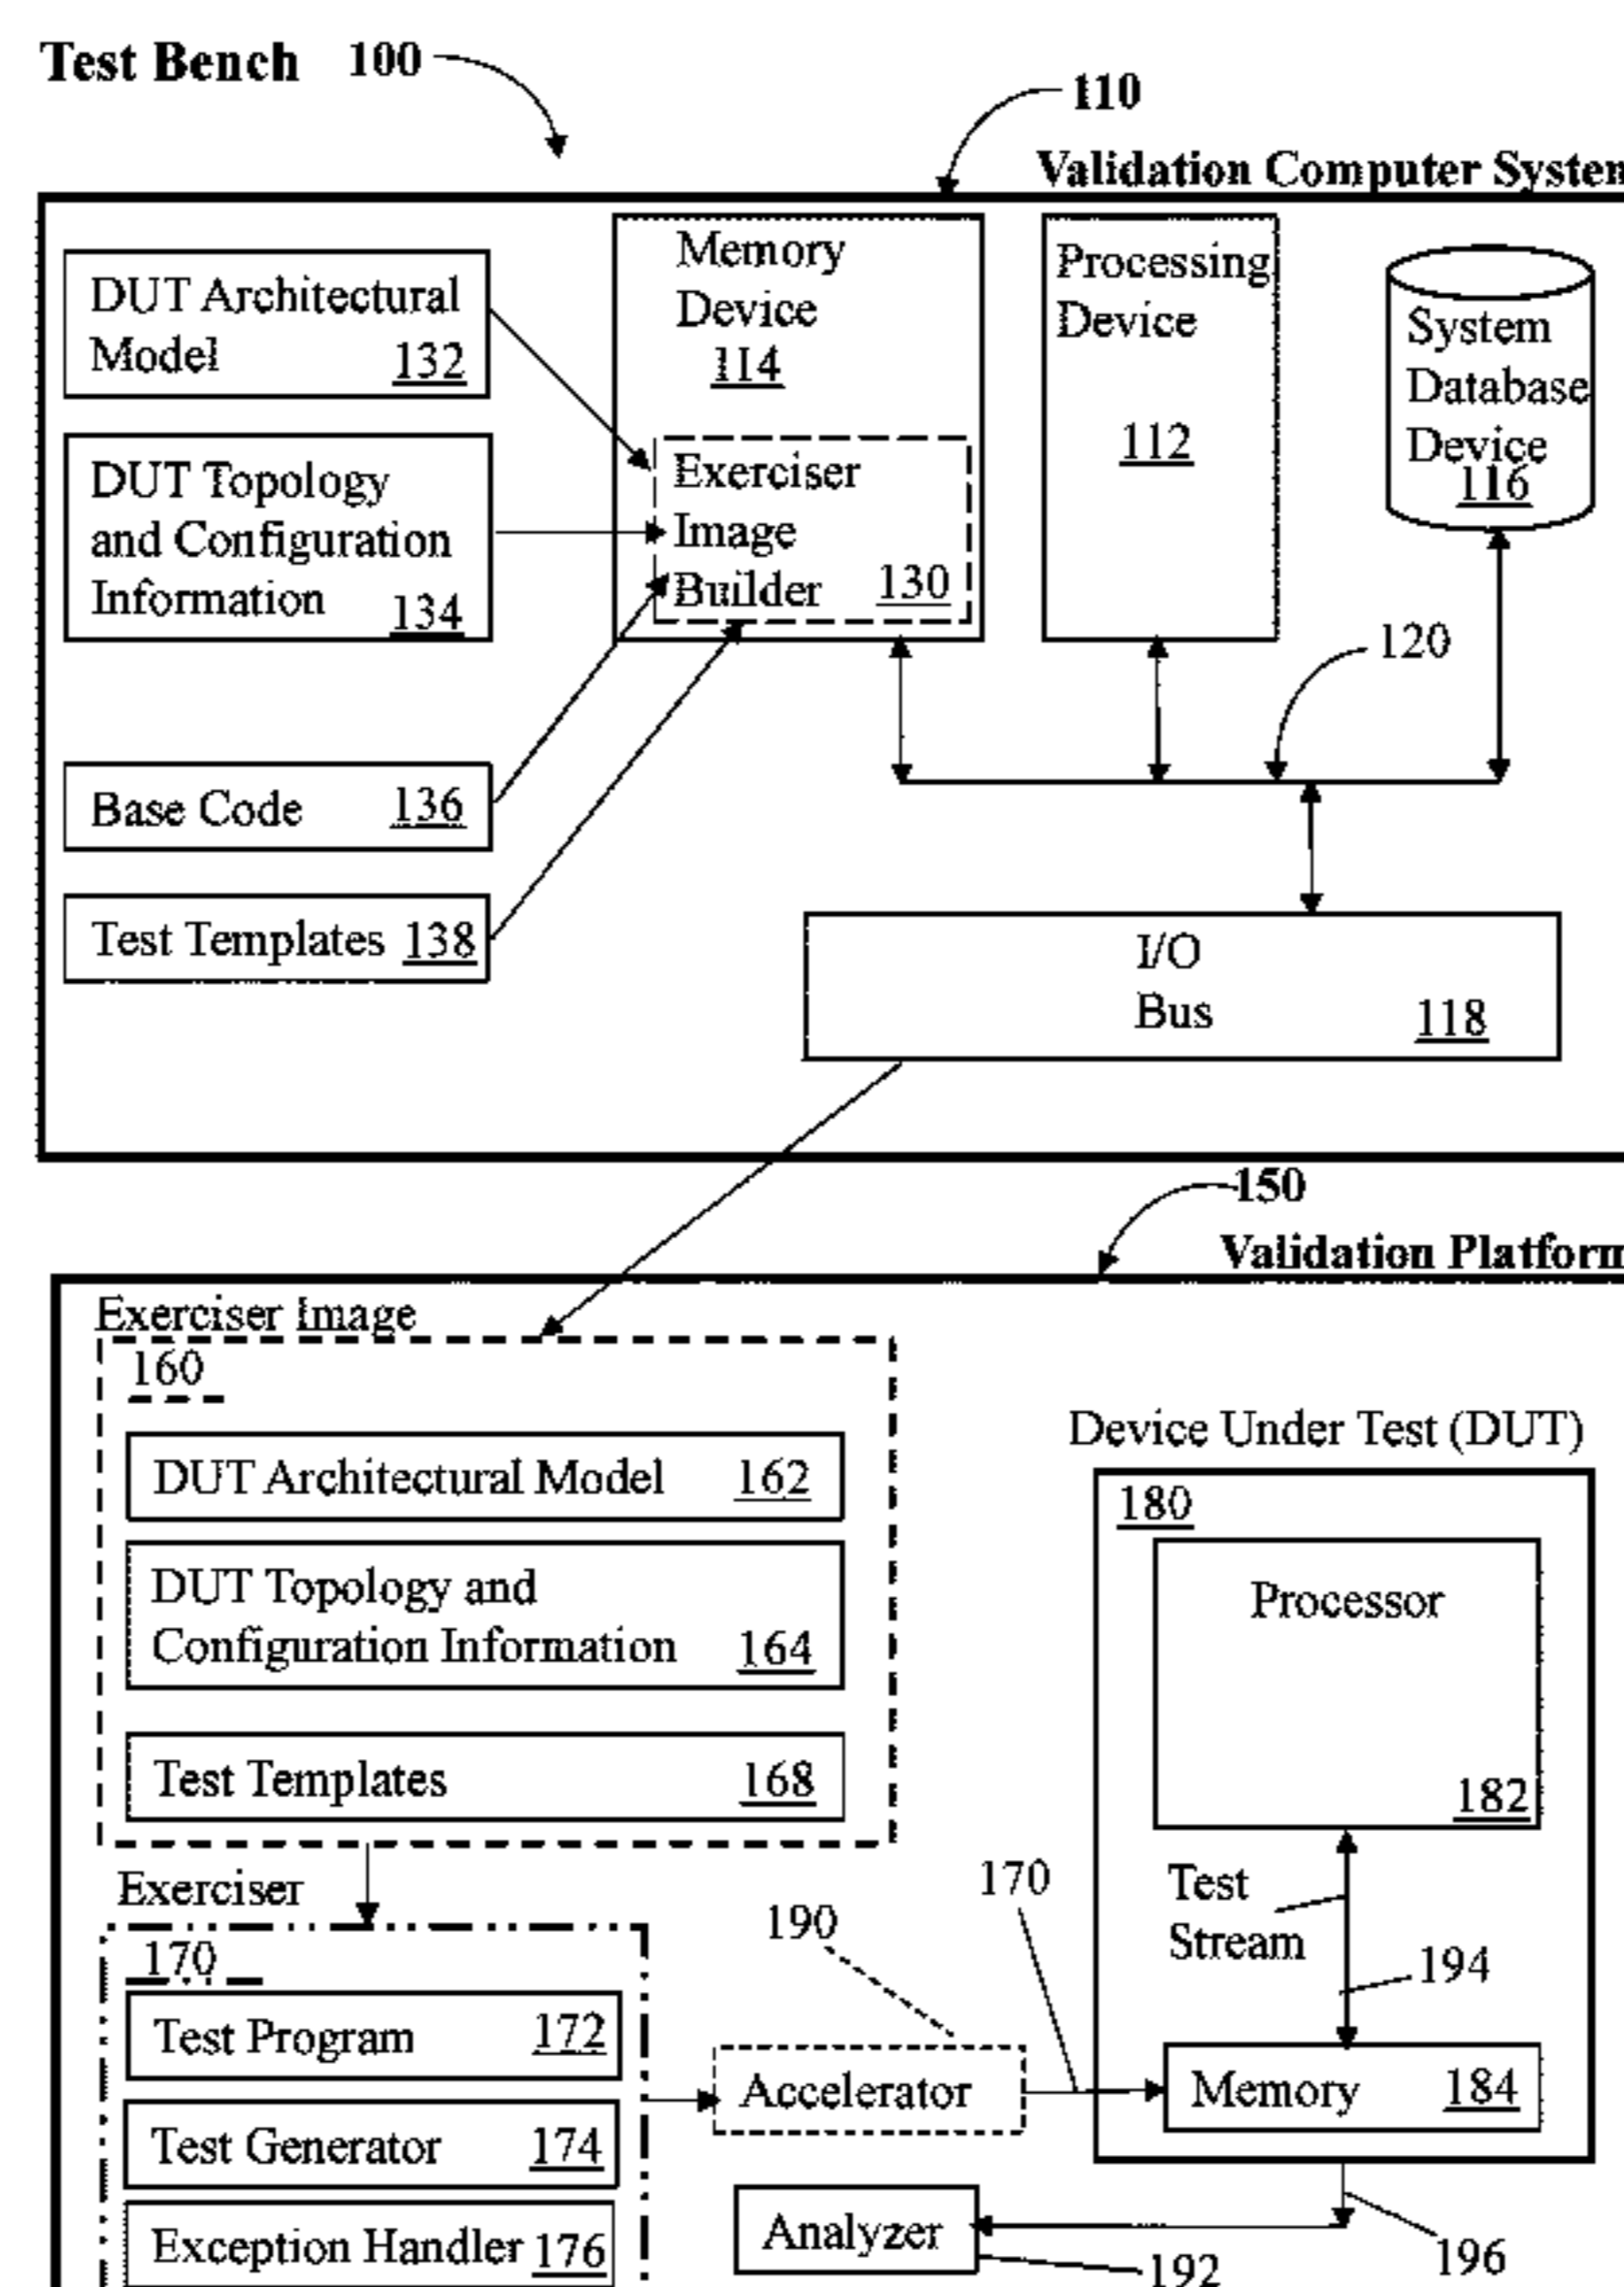 Test Bench 100
110
Validation Computer System
DUT Architectural
Model 132
DUT Topology
and Configuration
Information 134
Base Code 136
Test Templates 138
Memory
Device
114
Exerciser
Image
Builder 130
Processing
Device
112
System
Database
Device
116
120
I/O
Bus 118
150
Validation Platform
Exerciser Image
160
DUT Architectural Model 162
DUT Topology and
Configuration Information 164
Test Templates 168
Exerciser
170
Test Program 172
Test Generator 174
Exception Handler 176
190
Accelerator
170
Device Under Test (DUT)
180
Processor
182
Test
Stream
194
Memory 184
Analyzer
192
196